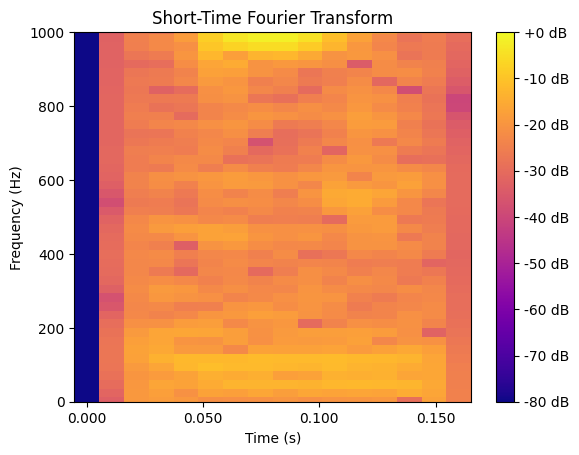 Short-Time Fourier Transform
1000
800
600
400
200
0
Frequency (Hz)
0.000
0.050
0.100
0.150
Time (s)
+0 dB
-10 dB
-20 dB
-30 dB
-40 dB
-50 dB
-60 dB
-70 dB
-80 dB